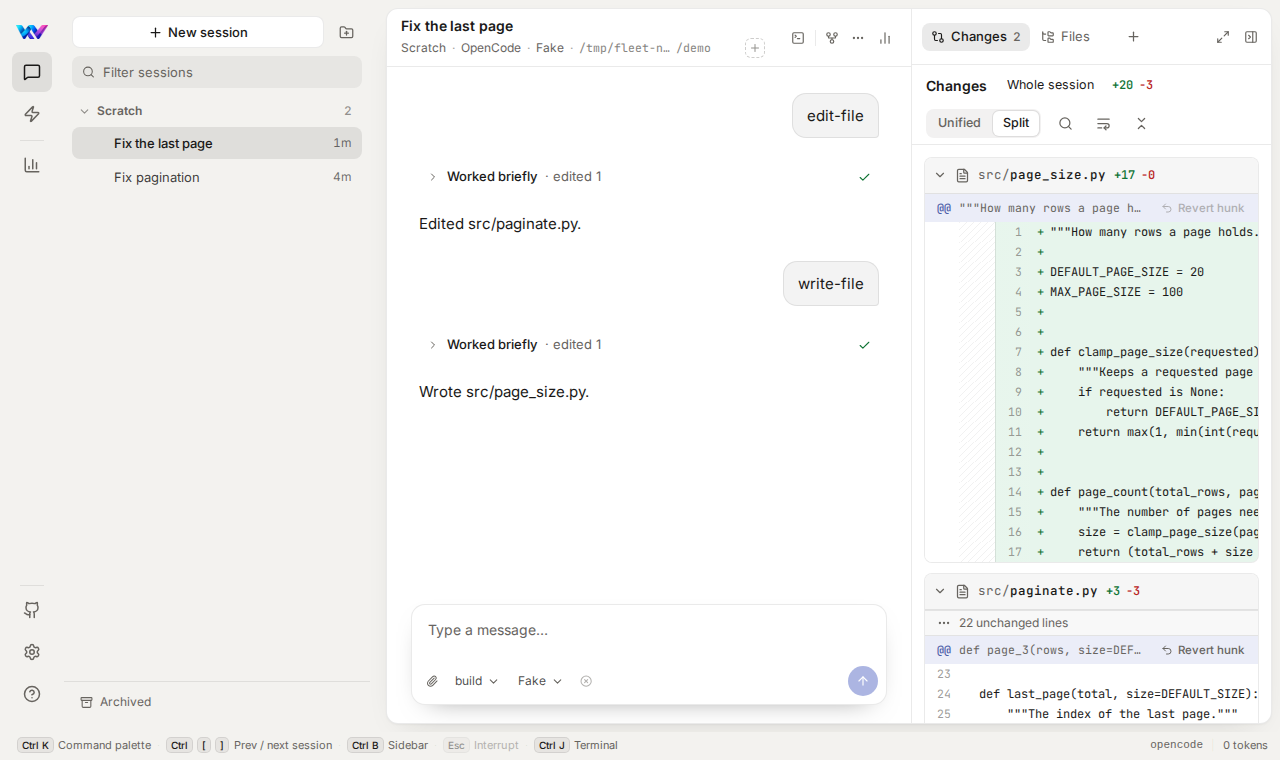 New session
Filter sessions
Scratch 2
Fix the last page 1m
Fix pagination 4m
Archived
Fix the last page
Scratch · OpenCode · Fake · /tmp/fleet-n… /demo
edit-file
Worked briefly · edited 1
Edited src/paginate.py.
write-file
Worked briefly · edited 1
Wrote src/page_size.py.
Type a message...
build Fake
Changes 2 Files
Changes Whole session +20 -3
Unified Split
src/page_size.py +17 -0
@@ """How many rows a page h… Revert hunk
1 + """How many rows a page holds.
2 +
3 + DEFAULT_PAGE_SIZE = 20
4 + MAX_PAGE_SIZE = 100
5 +
6 +
7 + def clamp_page_size(requested)
8 + """Keeps a requested page
9 + if requested is None:
10 + return DEFAULT_PAGE_SI
11 + return max(1, min(int(requ
12 +
13 +
14 + def page_count(total_rows, pag
15 + """The number of pages nee
16 + size = clamp_page_size(pag
17 + return (total_rows + size
src/paginate.py +3 -3
··· 22 unchanged lines
@@ def page_3(rows, size=DEF… Revert hunk
23
24 def last_page(total, size=DEFAULT_SIZE):
25 """The index of the last page."""
Ctrl K Command palette Ctrl [ ] Prev / next session Ctrl B Sidebar Esc Interrupt Ctrl J Terminal opencode 0 tokens